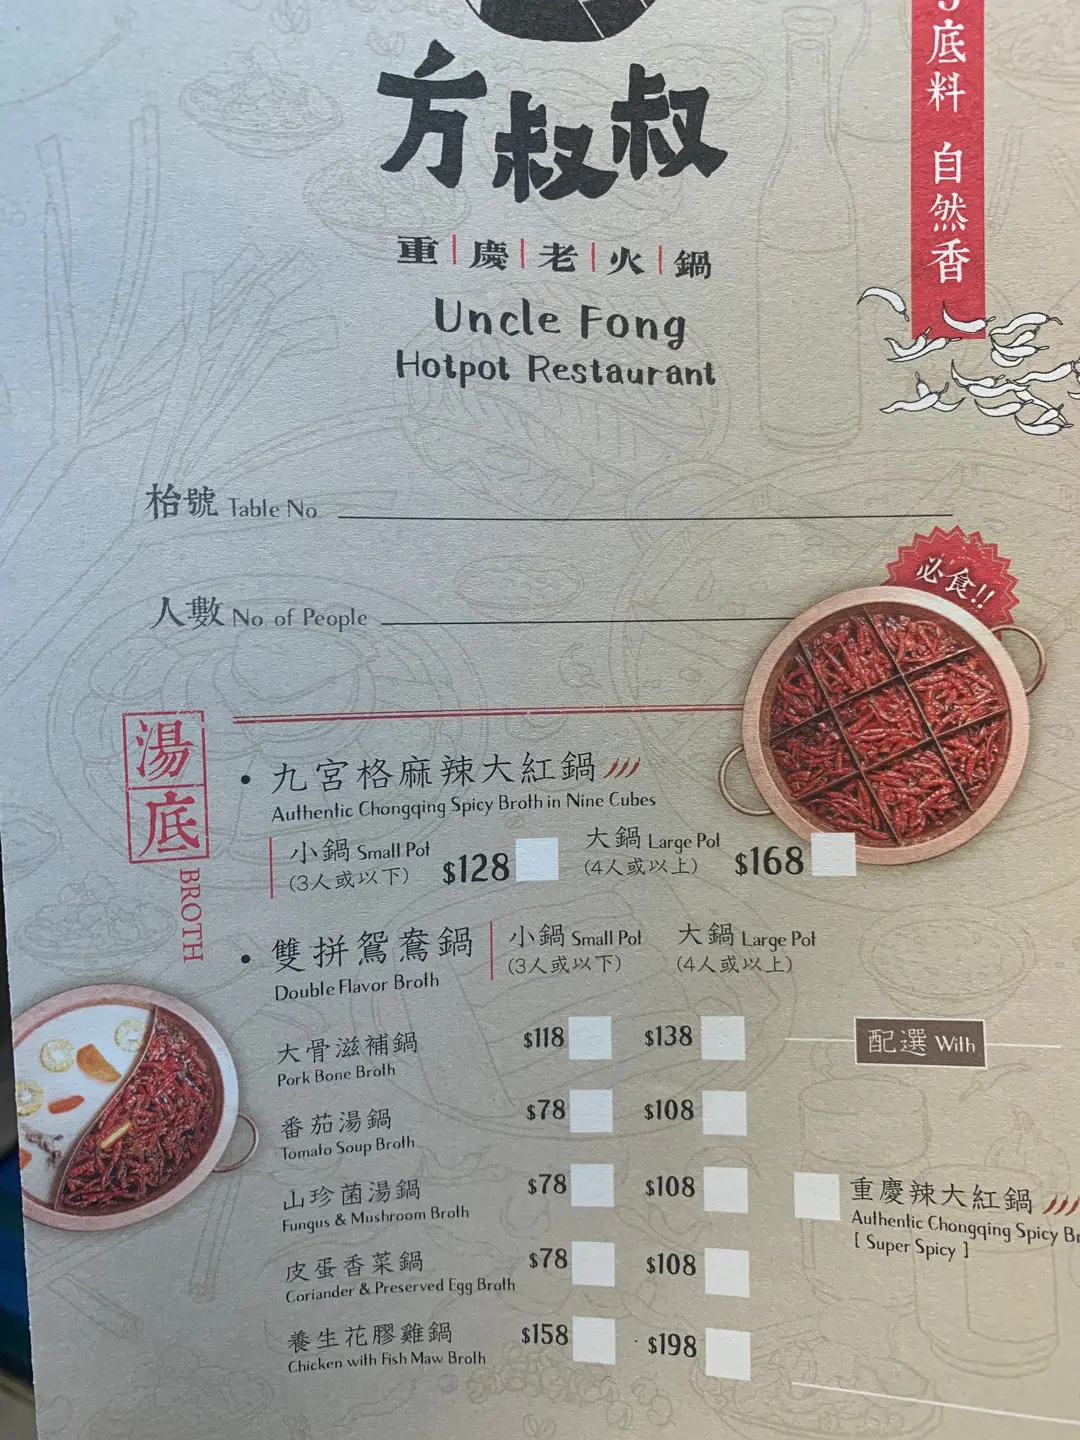 方叔叔
重|慶|老|火|鍋
Uncle Fong
Hotpot Restaurant
底料 自然香
枱號 Table No.
人數 No. of People
必食!!
湯底 BROTH
• 九宮格麻辣大紅鍋
Authentic Chongqing Spicy Broth in Nine Cubes
小鍋 Small Pot $128 大鍋 Large Pot $168
(3人或以下) (4人或以上)
• 雙拼鴛鴦鍋 小鍋 Small Pot 大鍋 Large Pot
Double Flavor Broth (3人或以下) (4人或以上)
配選 With
大骨滋補鍋 $118 $138
Pork Bone Broth
番茄湯鍋 $78 $108
Tomato Soup Broth
山珍菌湯鍋 $78 $108
Fungus & Mushroom Broth
重慶辣大紅鍋
Authentic Chongqing Spicy
[ Super Spicy ]
皮蛋香菜鍋 $78 $108
Coriander & Preserved Egg Broth
養生花膠雞鍋 $158 $198
Chicken with Fish Maw Broth